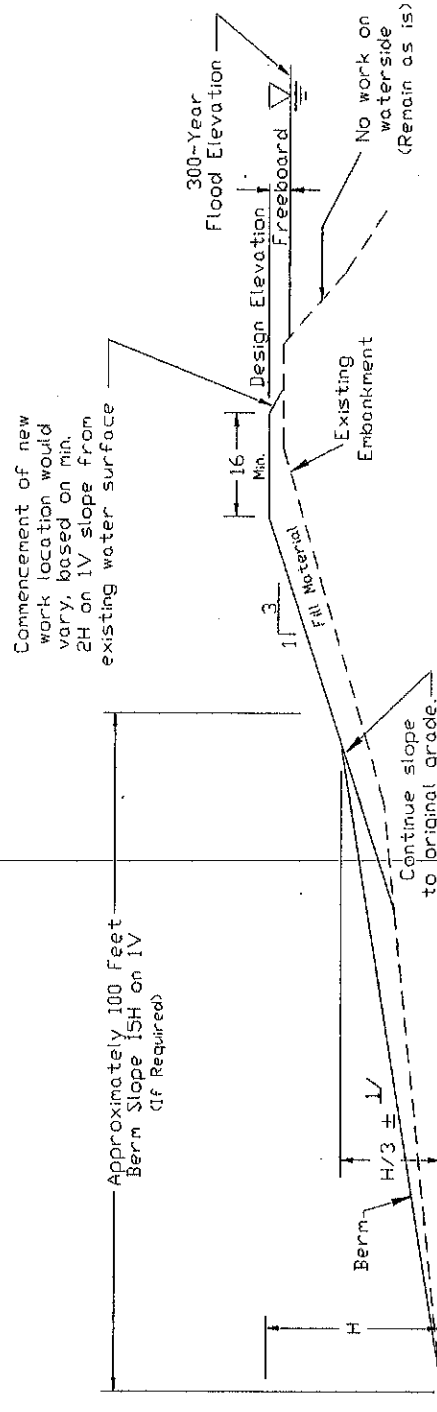 Commencement of new
work location would
vary, based on min.
2H on 1V slope from
existing water surface
300-Year
Flood Elevation
Design Elevation
Freeboard
No work on
waterside
(Remain as is)
16
Min.
Existing
Embankment
Fill Material
3
1
Approximately 100 Feet
Berm Slope 15H on 1V
(If Required)
Continue slope
to original grade.
H/3 ± 1/
Berm
H